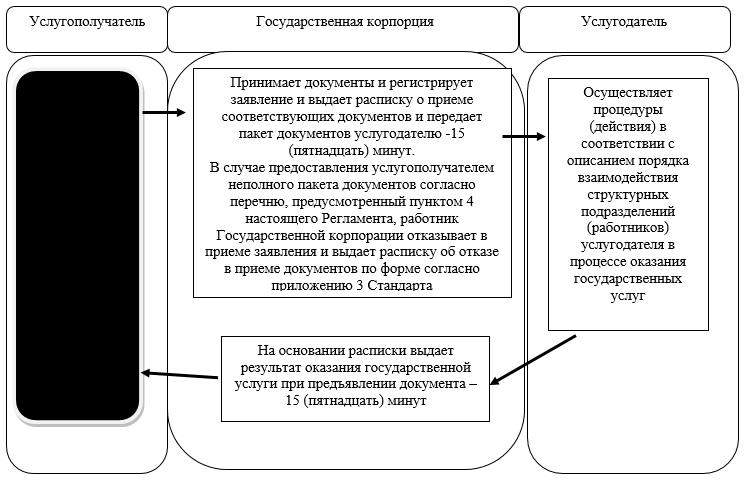 Услугополучатель
Государственная корпорция
Услугодатель
Принимает документы и регистрирует
заявление и выдает расписку о приеме
соответствующих документов и передает
пакет документов услугодателю -15
(пятнадцать) минут.
В случае предоставления услугополучателем
неполного пакета документов согласно
перечню, предусмотренный пунктом 4
настоящего Регламента, работник
Государственной корпорации отказывает в
приеме заявления и выдает расписку об отказе
в приеме документов по форме согласно
приложению 3 Стандарта
Осуществляет
процедуры
(действия) в
соответствии с
описанием порядка
взаимодействия
структурных
подразделений
(работников)
услугодателя в
процессе оказания
государственных
услуг
На основании расписки выдает
результат оказания государственной
услуги при предъявлении документа –
15 (пятнадцать) минут